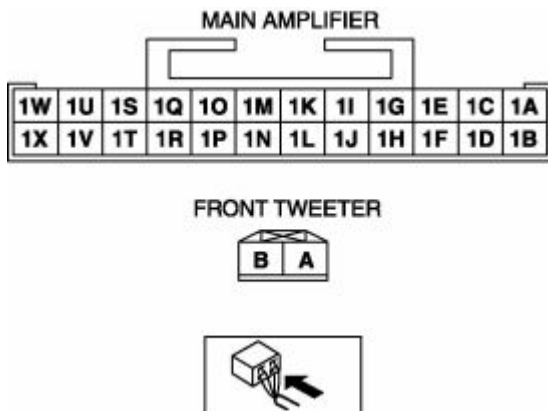 MAIN AMPLIFIER
1W 1U 1S 1Q 1O 1M 1K 1I 1G 1E 1C 1A
1X 1V 1T 1R 1P 1N 1L 1J 1H 1F 1D 1B
FRONT TWEETER
B A